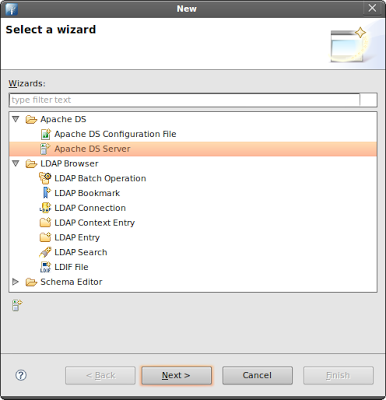 New
Select a wizard
Wizards:
type filter text
Apache DS
Apache DS Configuration File
Apache DS Server
LDAP Browser
LDAP Batch Operation
LDAP Bookmark
LDAP Connection
LDAP Context Entry
LDAP Entry
LDAP Search
LDIF File
Schema Editor
? < Back Next > Cancel Finish